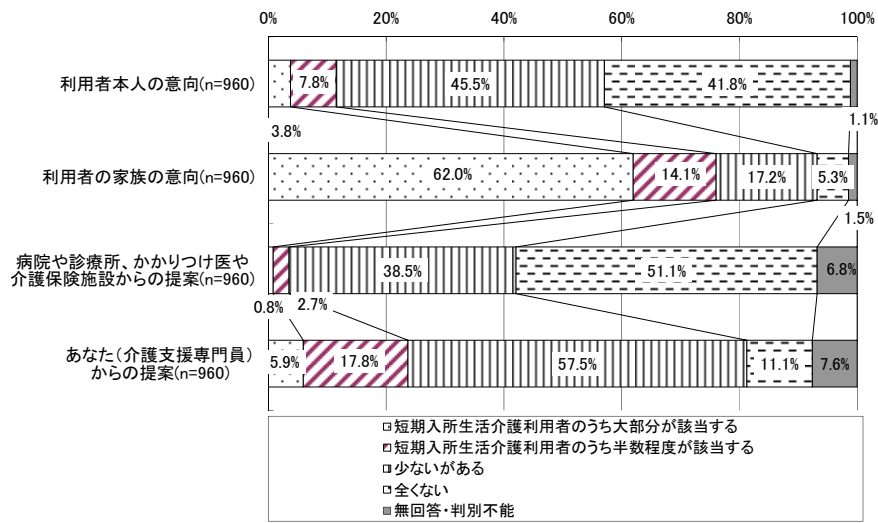 0% 20% 40% 60% 80% 100%
利用者本人の意向(n=960)
7.8% 45.5% 41.8%
3.8% 1.1%
利用者の家族の意向(n=960)
62.0% 14.1% 17.2% 5.3%
1.5%
病院や診療所、かかりつけ医や
介護保険施設からの提案(n=960)
38.5% 51.1% 6.8%
0.8% 2.7%
あなた(介護支援専門員)
からの提案(n=960)
5.9% 17.8% 57.5% 11.1% 7.6%
短期入所生活介護利用者のうち大部分が該当する
短期入所生活介護利用者のうち半数程度が該当する
少ないがある
全くない
無回答・判別不能